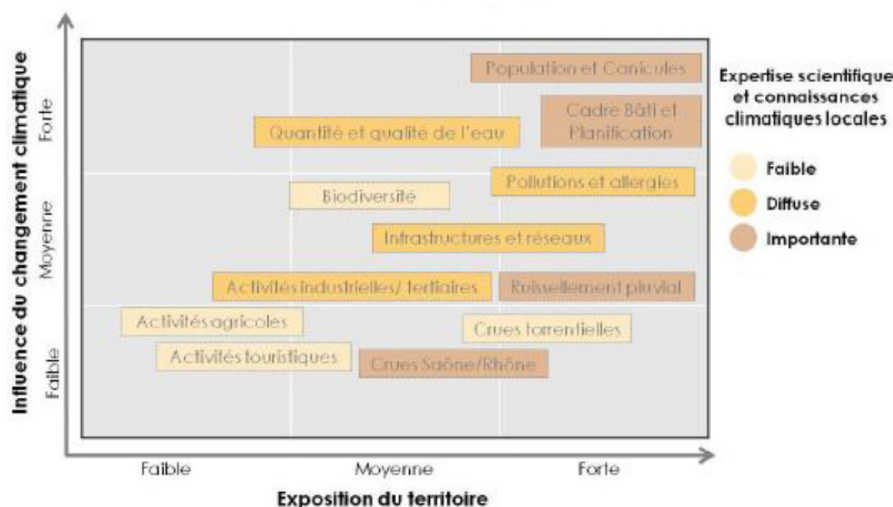 Influence du changement climatique
Forte
Moyenne
Faible
Population et Canicules
Cadre Bâti et
Planification
Quantité et qualité de l'eau
Pollutions et allergies
Biodiversité
Infrastructures et réseaux
Activités industrielles/ tertiaires
Ruissellement pluvial
Activités agricoles
Crues torrentielles
Activités touristiques
Crues Saône/Rhône
Faible
Moyenne
Forte
Exposition du territoire
Expertise scientifique
et connaissances
climatiques locales
Faible
Diffuse
Importante